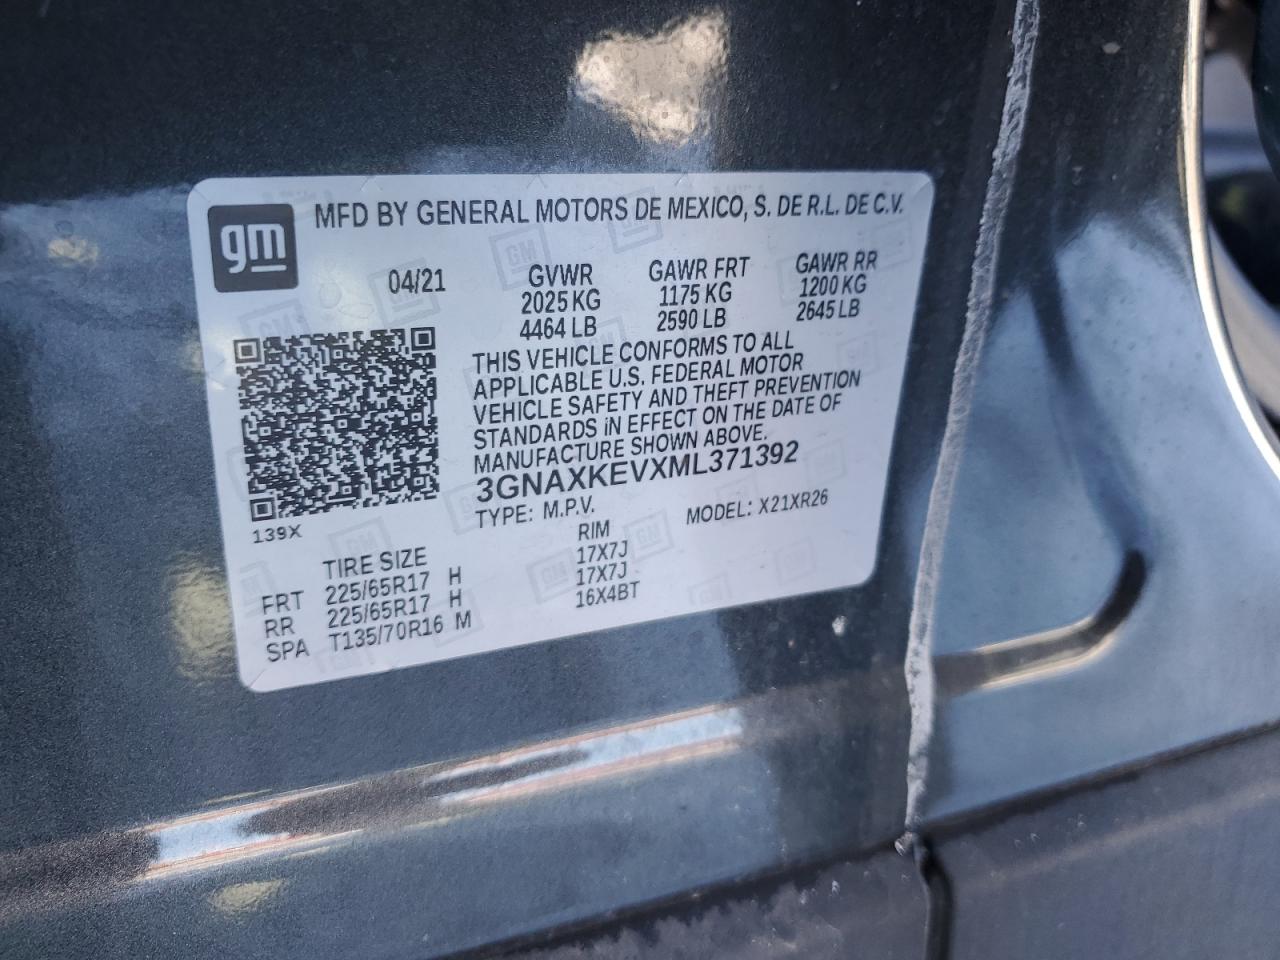 gm
MFD BY GENERAL MOTORS DE MEXICO, S. DE R.L. DE C.V.
04/21
GVWR GAWR FRT GAWR RR
2025 KG 1175 KG 1200 KG
4464 LB 2590 LB 2645 LB
THIS VEHICLE CONFORMS TO ALL
APPLICABLE U.S. FEDERAL MOTOR
VEHICLE SAFETY AND THEFT PREVENTION
STANDARDS IN EFFECT ON THE DATE OF
MANUFACTURE SHOWN ABOVE.
3GNAXKEVXML371392
TYPE: M.P.V. MODEL: X21XR26
139X
TIRE SIZE RIM
FRT 225/65R17 H 17X7J
RR 225/65R17 H 17X7J
SPA T135/70R16 M 16X4BT